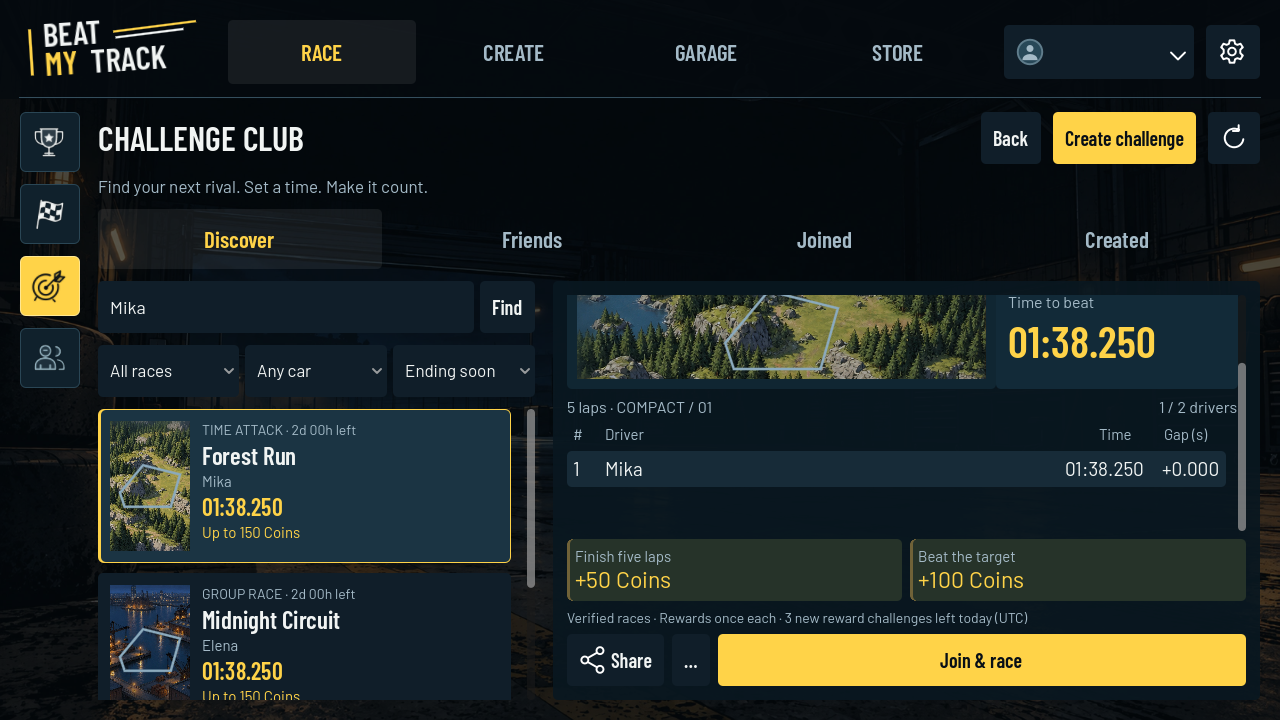 BEAT
MY TRACK
RACE
CREATE
GARAGE
STORE
CHALLENGE CLUB
Back
Create challenge
Find your next rival. Set a time. Make it count.
Discover
Friends
Joined
Created
Mika
Find
All races
Any car
Ending soon
TIME ATTACK · 2d 00h left
Forest Run
Mika
01:38.250
Up to 150 Coins
GROUP RACE · 2d 00h left
Midnight Circuit
Elena
01:38.250
Up to 150 Coins
Time to beat
01:38.250
5 laps · COMPACT / 01
1 / 2 drivers
# Driver Time Gap (s)
1 Mika 01:38.250 +0.000
Finish five laps
+50 Coins
Beat the target
+100 Coins
Verified races · Rewards once each · 3 new reward challenges left today (UTC)
Share
...
Join & race